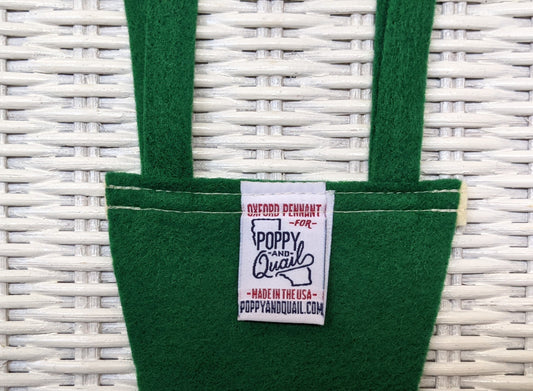 OXFORD PENNANT
-FOR-
POPPY
-AND-
Quail
-MADE IN THE USA-
POPPYANDQUAIL.COM